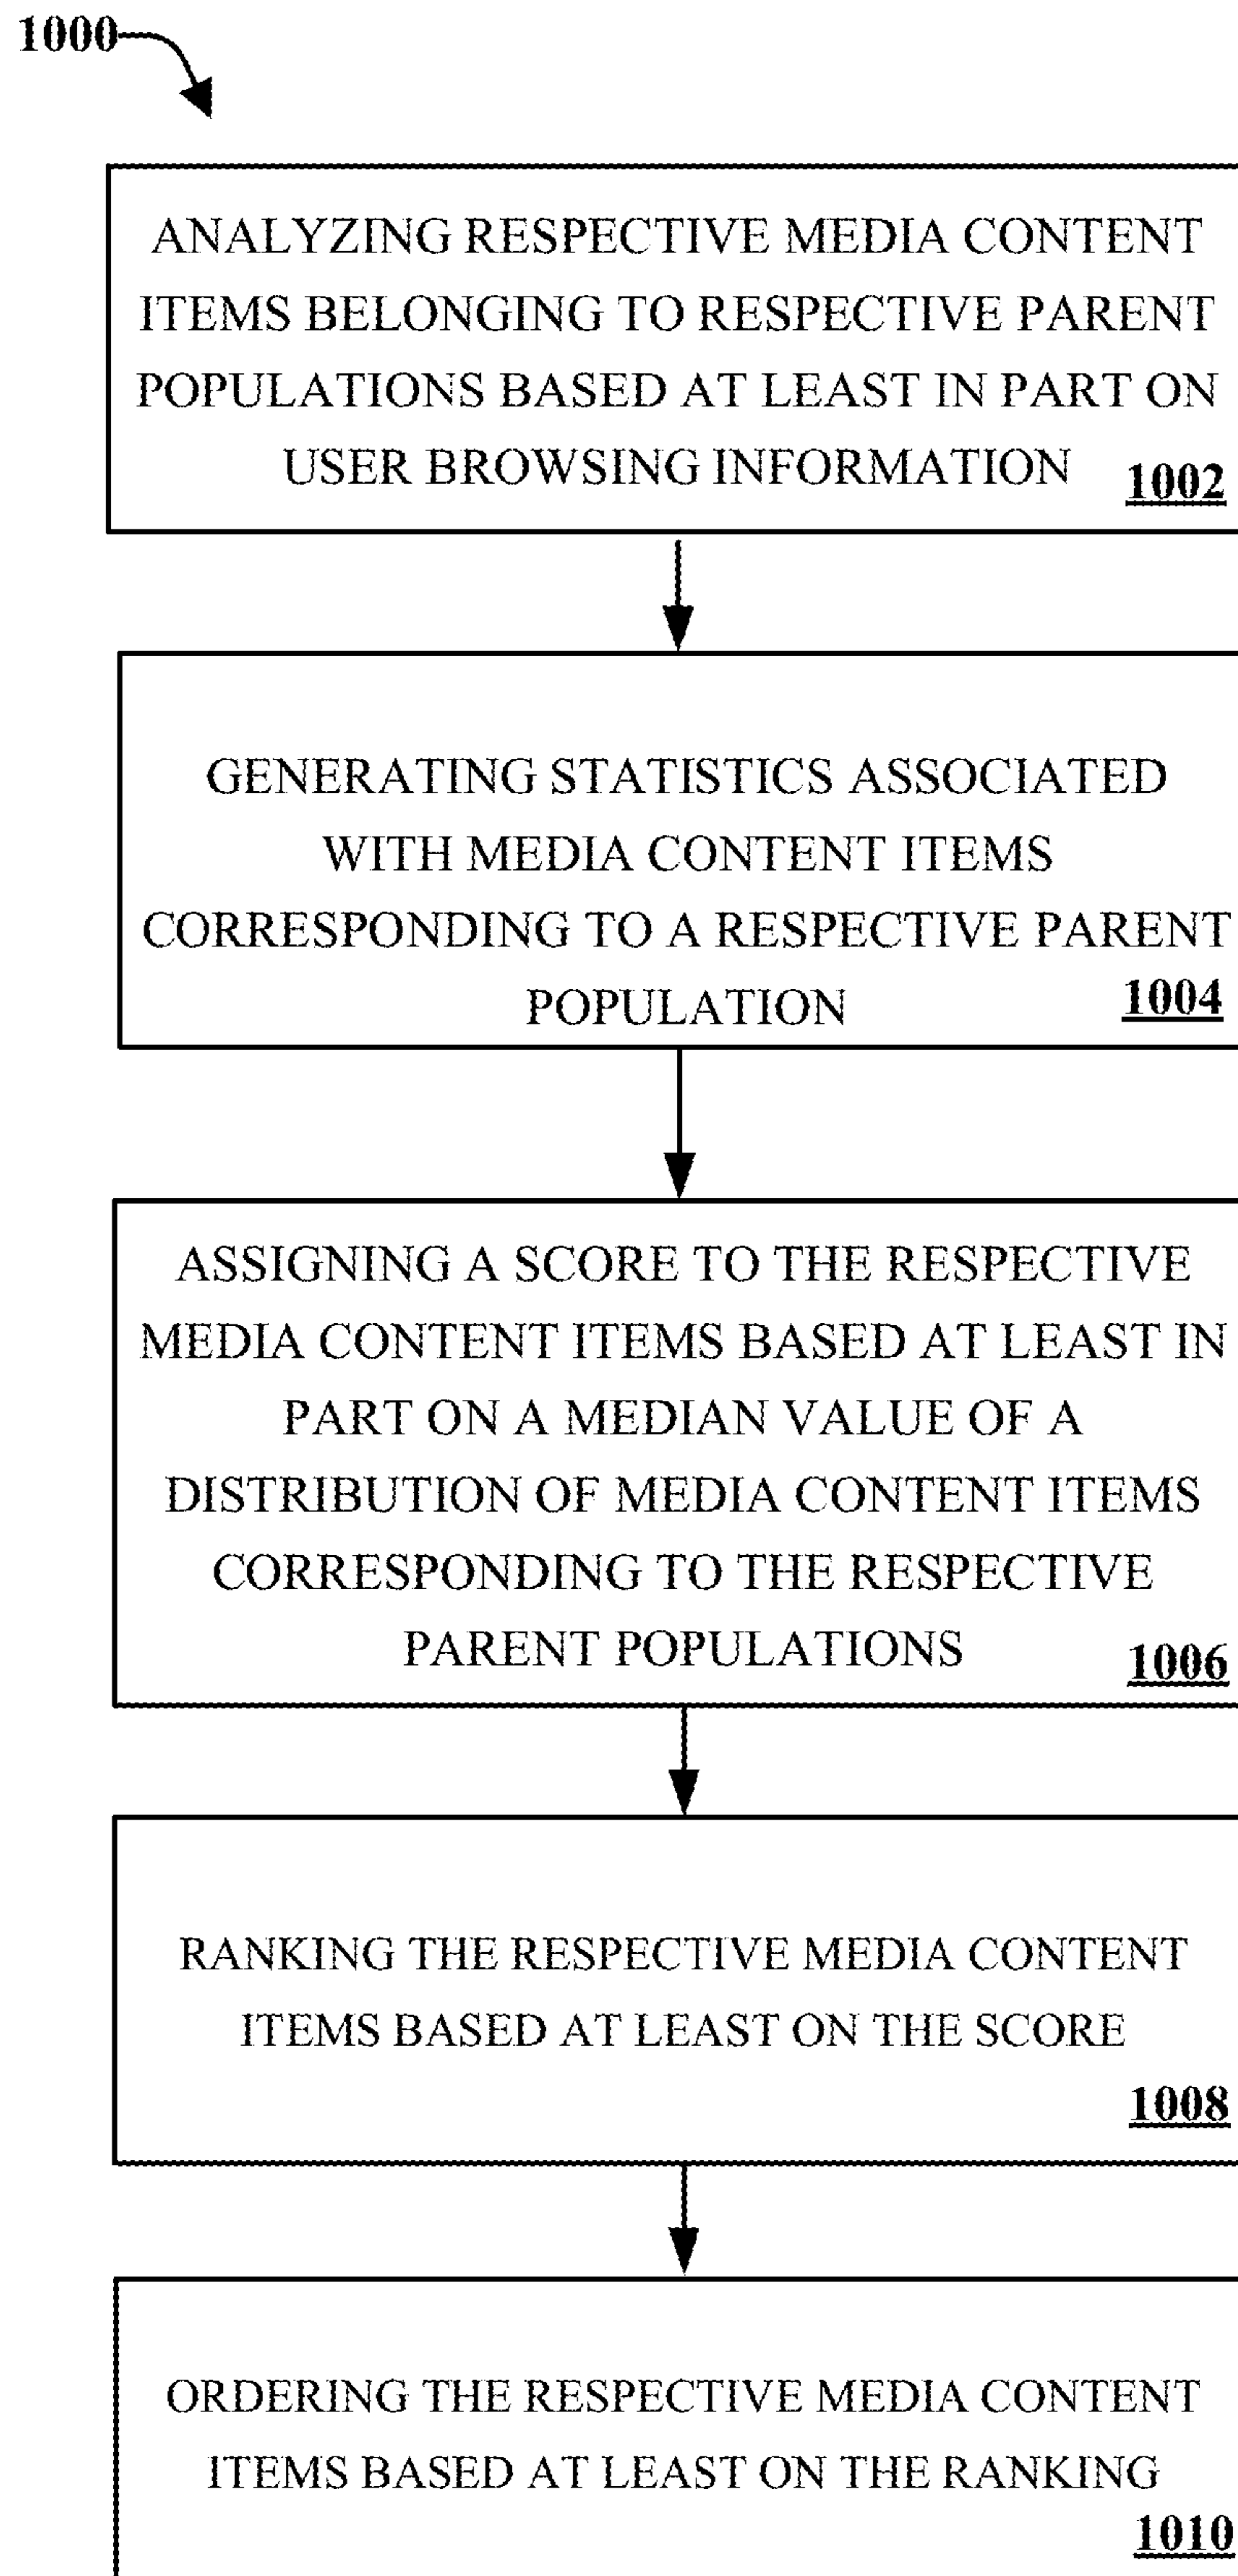 1000
ANALYZING RESPECTIVE MEDIA CONTENT
ITEMS BELONGING TO RESPECTIVE PARENT
POPULATIONS BASED AT LEAST IN PART ON
USER BROWSING INFORMATION
1002
GENERATING STATISTICS ASSOCIATED
WITH MEDIA CONTENT ITEMS
CORRESPONDING TO A RESPECTIVE PARENT
POPULATION
1004
ASSIGNING A SCORE TO THE RESPECTIVE
MEDIA CONTENT ITEMS BASED AT LEAST IN
PART ON A MEDIAN VALUE OF A
DISTRIBUTION OF MEDIA CONTENT ITEMS
CORRESPONDING TO THE RESPECTIVE
PARENT POPULATIONS
1006
RANKING THE RESPECTIVE MEDIA CONTENT
ITEMS BASED AT LEAST ON THE SCORE
1008
ORDERING THE RESPECTIVE MEDIA CONTENT
ITEMS BASED AT LEAST ON THE RANKING
1010